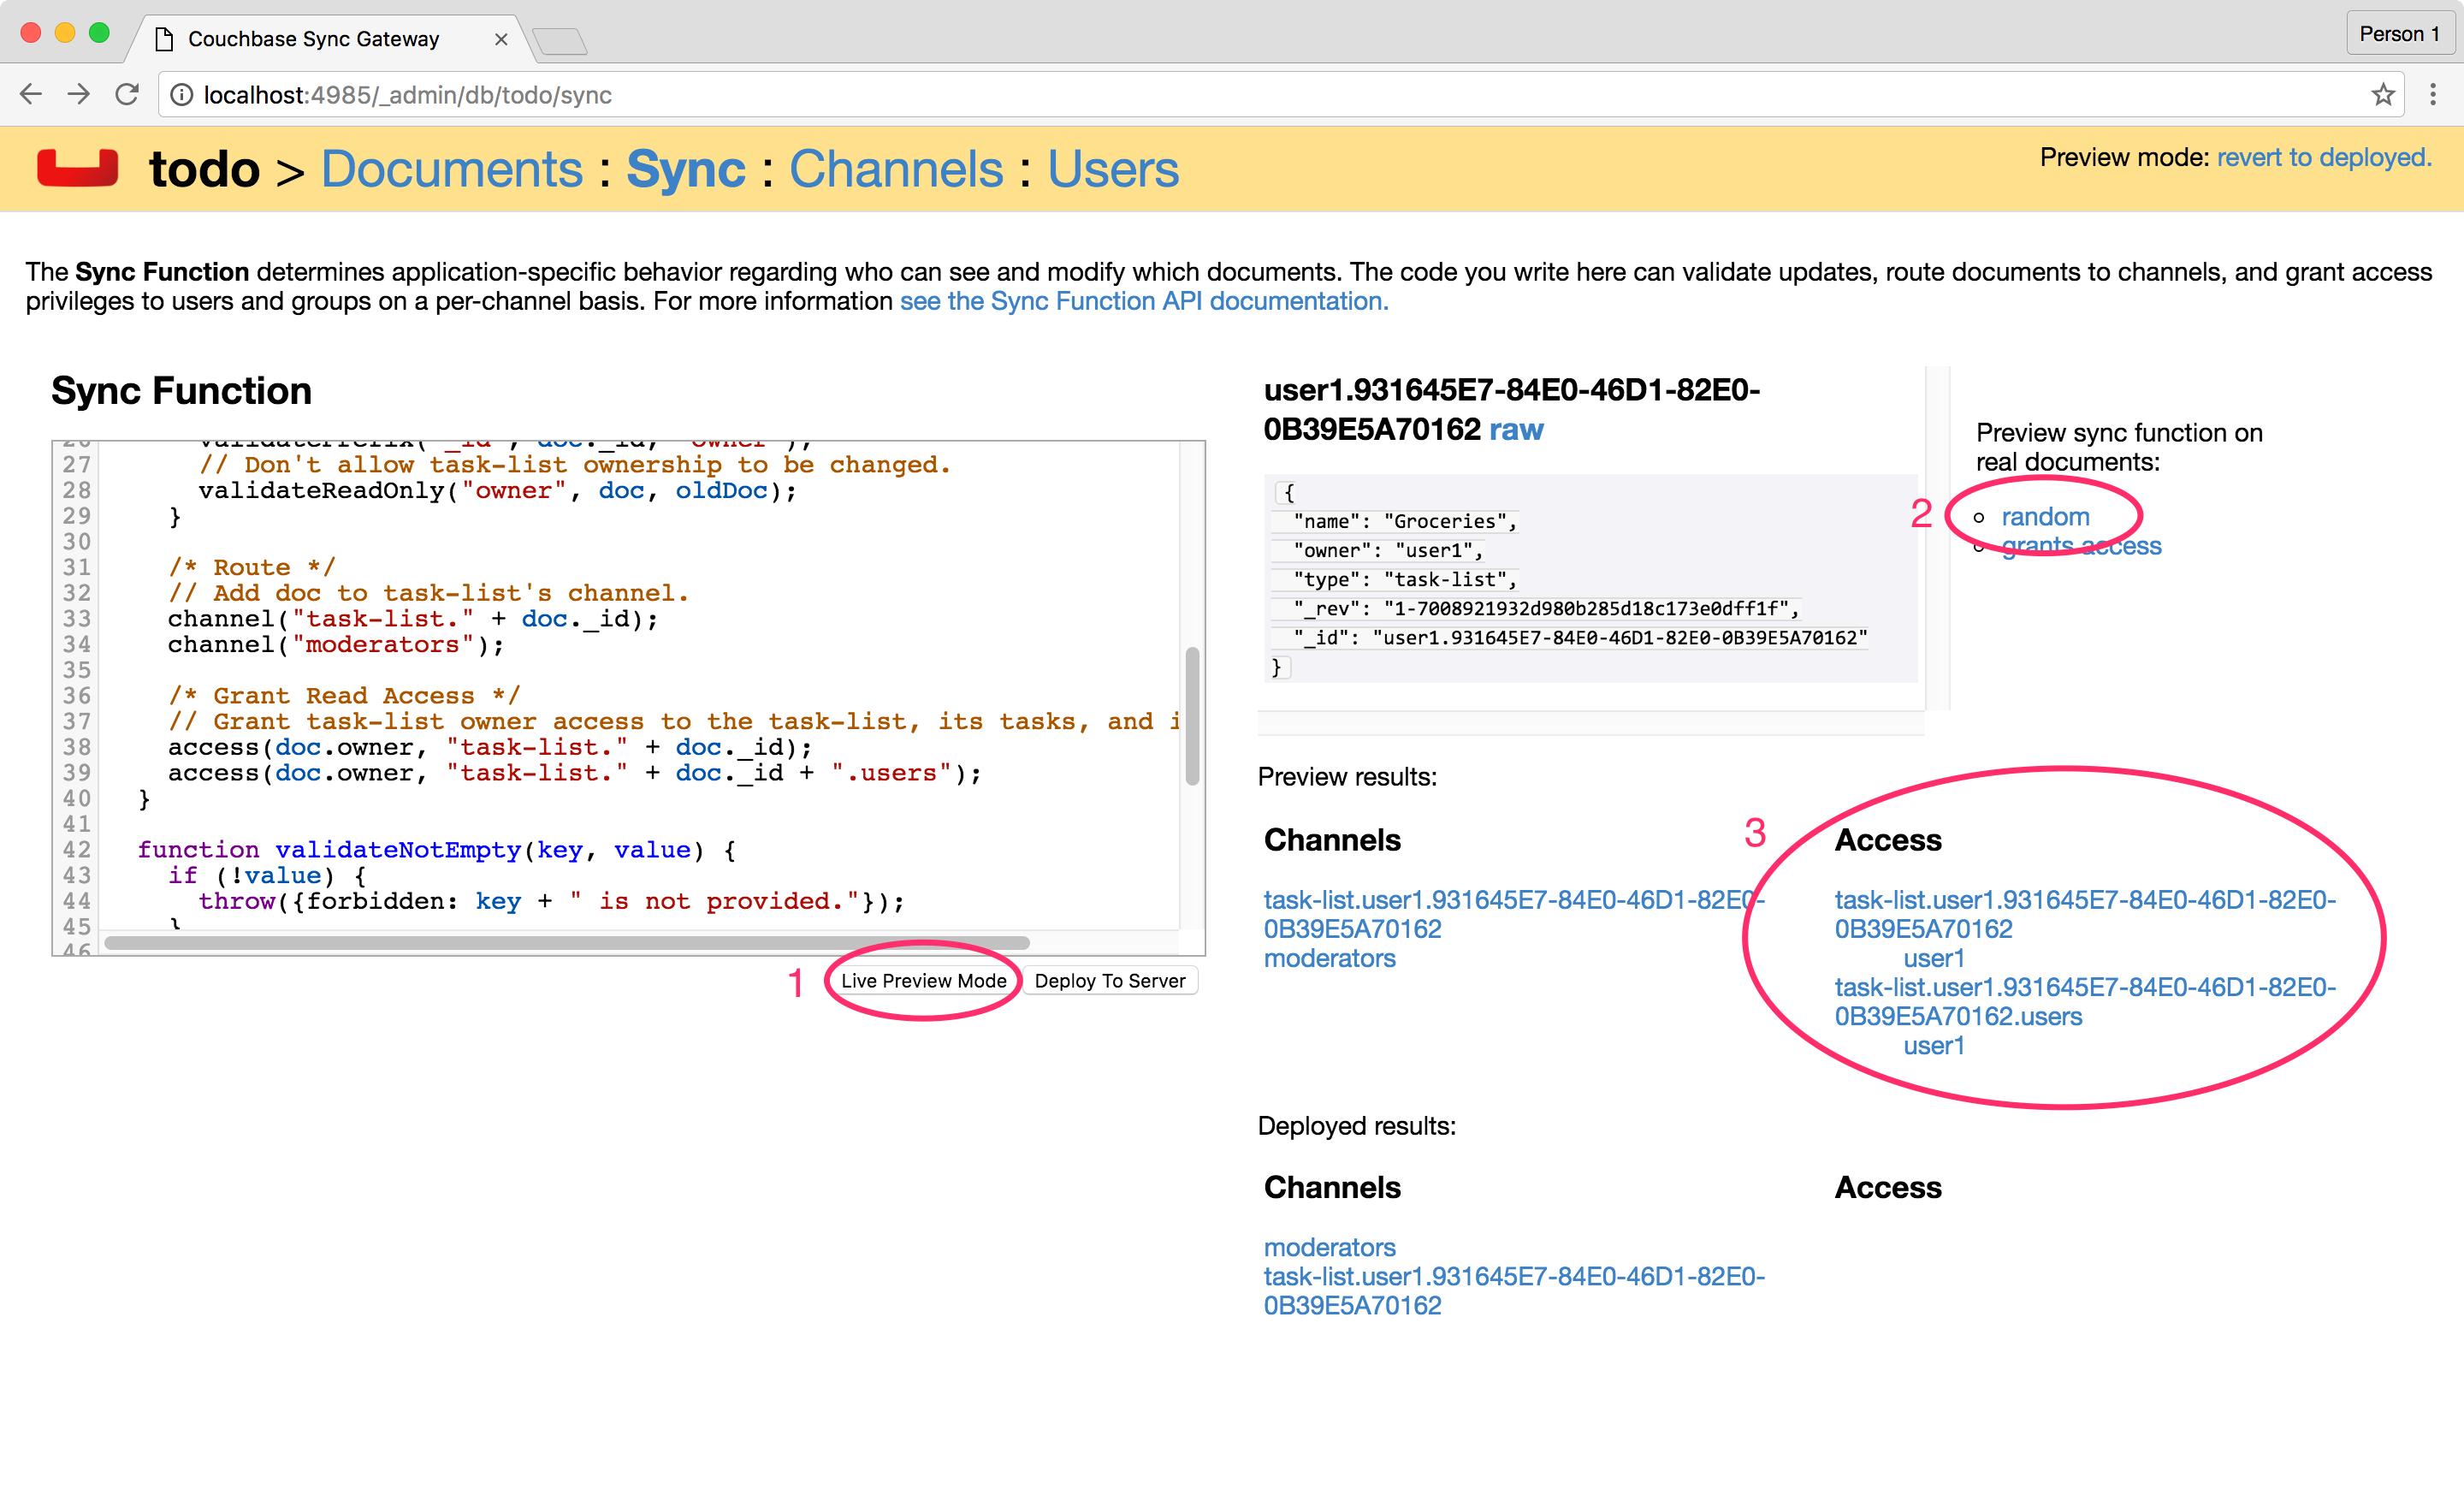 Couchbase Sync Gateway
Person 1
localhost:4985/_admin/db/todo/sync
todo > Documents : Sync : Channels : Users
Preview mode: revert to deployed.
The Sync Function determines application-specific behavior regarding who can see and modify which documents. The code you write here can validate updates, route documents to channels, and grant access
privileges to users and groups on a per-channel basis. For more information see the Sync Function API documentation.
Sync Function
26 validatePrefix("_id", doc._id, "owner");
27 // Don't allow task-list ownership to be changed.
28 validateReadOnly("owner", doc, oldDoc);
29 }
30
31 /* Route */
32 // Add doc to task-list's channel.
33 channel("task-list." + doc._id);
34 channel("moderators");
35
36 /* Grant Read Access */
37 // Grant task-list owner access to the task-list, its tasks, and i
38 access(doc.owner, "task-list." + doc._id);
39 access(doc.owner, "task-list." + doc._id + ".users");
40 }
41
42 function validateNotEmpty(key, value) {
43 if (!value) {
44 throw({forbidden: key + " is not provided."});
45 }
46
1
Live Preview Mode
Deploy To Server
user1.931645E7-84E0-46D1-82E0-
0B39E5A70162 raw
{
"name": "Groceries",
"owner": "user1",
"type": "task-list",
"_rev": "1-7008921932d980b285d18c173e0dff1f",
"_id": "user1.931645E7-84E0-46D1-82E0-0B39E5A70162"
}
Preview sync function on
real documents:
2
random
grants access
Preview results:
Channels
task-list.user1.931645E7-84E0-46D1-82E0-
0B39E5A70162
moderators
3
Access
task-list.user1.931645E7-84E0-46D1-82E0-
0B39E5A70162
user1
task-list.user1.931645E7-84E0-46D1-82E0-
0B39E5A70162.users
user1
Deployed results:
Channels
moderators
task-list.user1.931645E7-84E0-46D1-82E0-
0B39E5A70162
Access